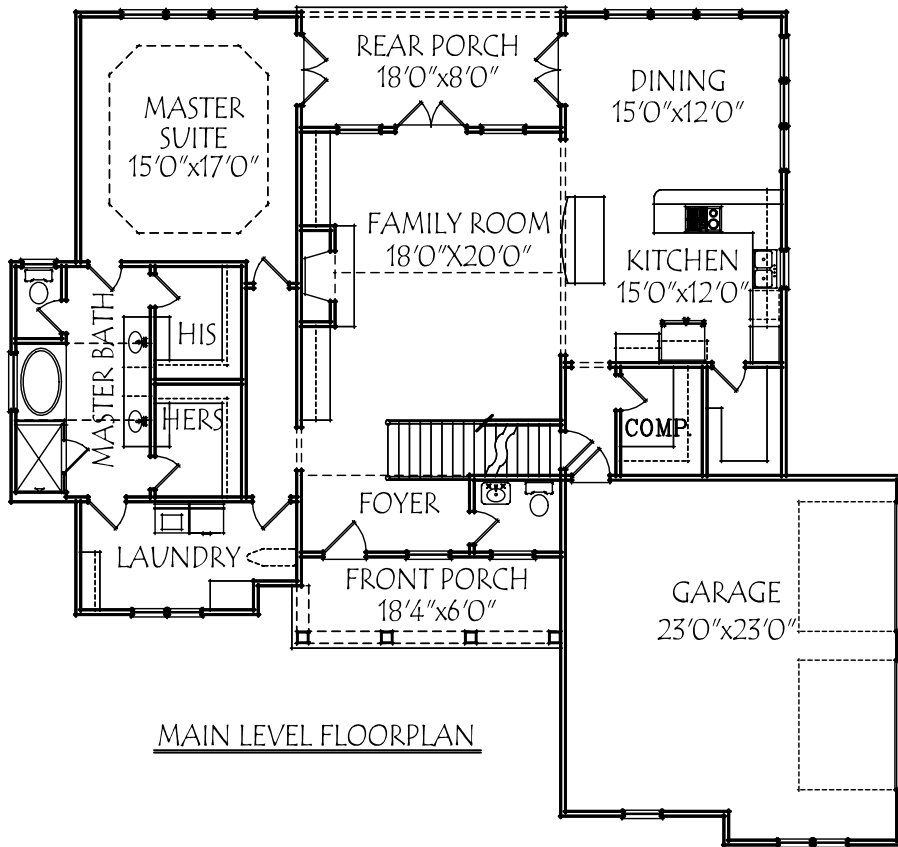 REAR PORCH
18'0"x8'0"
DINING
15'0"x12'0"
MASTER
SUITE
15'0"x17'0"
FAMILY ROOM
18'0"X20'0"
KITCHEN
15'0"x12'0"
MASTER BATH
HIS
HERS
COMP.
FOYER
LAUNDRY
FRONT PORCH
18'4"x6'0"
GARAGE
23'0"x23'0"
MAIN LEVEL FLOORPLAN